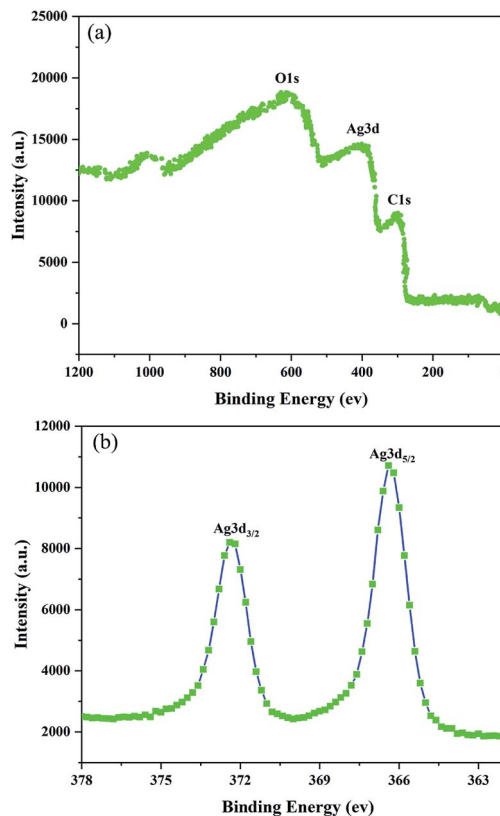 (a)
25000
20000
15000
10000
5000
0
O1s
Ag3d
C1s
1200 1000 800 600 400 200
Intensity (a.u.)
Binding Energy (ev)
(b)
12000
10000
8000
6000
4000
2000
Ag3d3/2
Ag3d5/2
378 375 372 369 366 363
Intensity (a.u.)
Binding Energy (ev)